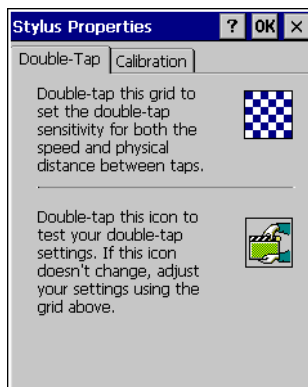 Stylus Properties ? OK ×
Double-Tap Calibration
Double-tap this grid to
set the double-tap
sensitivity for both the
speed and physical
distance between taps.
Double-tap this icon to
test your double-tap
settings. If this icon
doesn't change, adjust
your settings using the
grid above.